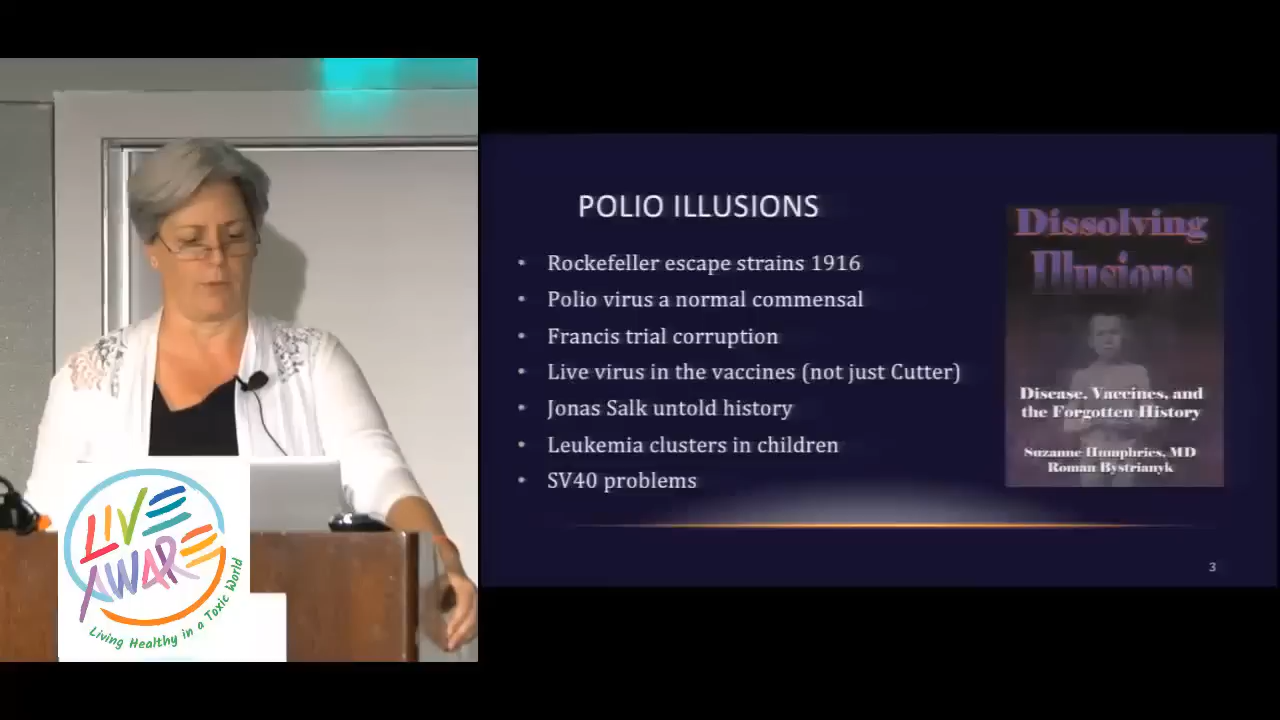 POLIO ILLUSIONS
• Rockefeller escape strains 1916
• Polio virus a normal commensal
• Francis trial corruption
• Live virus in the vaccines (not just Cutter)
• Jonas Salk untold history
• Leukemia clusters in children
• SV40 problems
Dissolving
Illusions
Disease, Vaccines, and
the Forgotten History
Suzanne Humphries, MD
Roman Bystrianyk
3
LIVE
AWARE
Living Healthy in a Toxic World